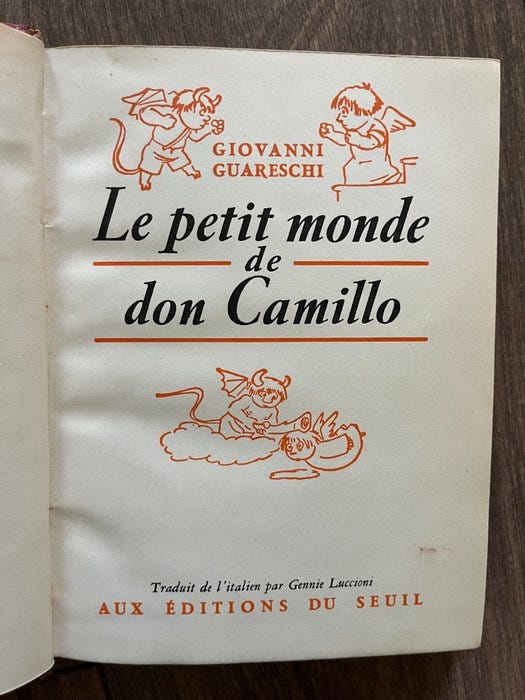 GIOVANNI
GUARESCHI
Le petit monde
de
don Camillo
Traduit de l'italien par Gennie Luccioni
AUX ÉDITIONS DU SEUIL